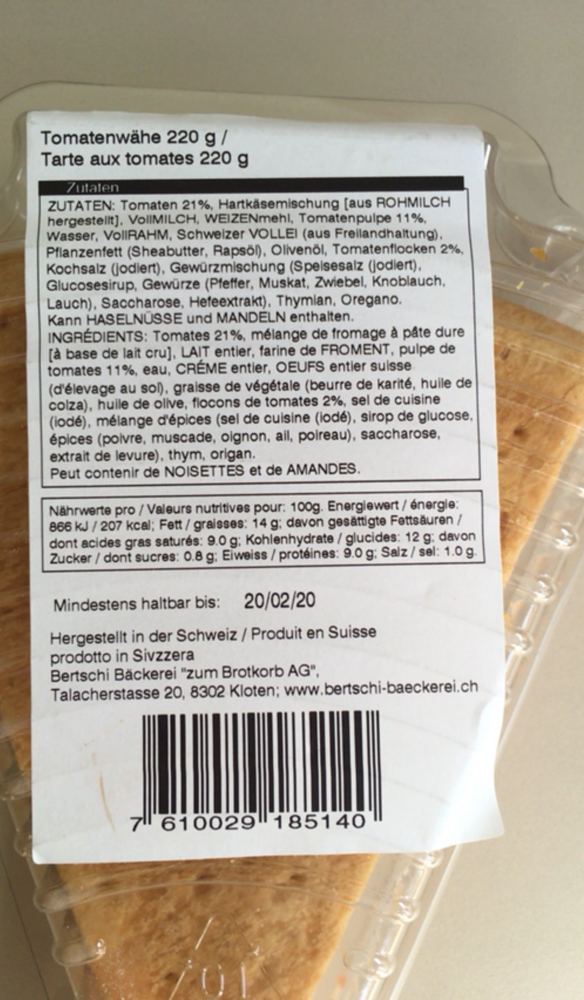 Tomatenwähe 220 g /
Tarte aux tomates 220 g
Zutaten
ZUTATEN: Tomaten 21%, Hartkäsemischung [aus ROHMILCH
hergestellt], VollMILCH, WEIZENmehl, Tomatenpulpe 11%,
Wasser, VollRAHM, Schweizer VOLLEI (aus Freilandhaltung),
Pflanzenfett (Sheabutter, Rapsöl), Olivenöl, Tomatenflocken 2%,
Kochsalz (jodiert), Gewürzmischung (Speisesalz (jodiert),
Glucosesirup, Gewürze (Pfeffer, Muskat, Zwiebel, Knoblauch,
Lauch), Saccharose, Hefeextrakt), Thymian, Oregano.
Kann HASELNÜSSE und MANDELN enthalten.
INGRÉDIENTS: Tomates 21%, mélange de fromage à pâte dure
[à base de lait cru], LAIT entier, farine de FROMENT, pulpe de
tomates 11%, eau, CRÉME entier, OEUFS entier suisse
(d'élevage au sol), graisse de végétale (beurre de karité, huile de
colza), huile de olive, flocons de tomates 2%, sel de cuisine
(iodé), mélange d'épices (sel de cuisine (iodé), sirop de glucose,
épices (poivre, muscade, oignon, ail, poireau), saccharose,
extrait de levure), thym, origan.
Peut contenir de NOISETTES et de AMANDES.
Nährwerte pro / Valeurs nutritives pour: 100g. Energiewert / énergie:
866 kJ / 207 kcal; Fett / graisses: 14 g; davon gesättigte Fettsäuren /
dont acides gras saturés: 9.0 g; Kohlenhydrate / glucides: 12 g; davon
Zucker / dont sucres: 0.8 g; Eiweiss / protéines: 9.0 g; Salz / sel: 1.0 g.
Mindestens haltbar bis: 20/02/20
Hergestellt in der Schweiz / Produit en Suisse
prodotto in Sivzzera
Bertschi Bäckerei "zum Brotkorb AG",
Talacherstasse 20, 8302 Kloten; www.bertschi-baeckerei.ch
7 610029 185140